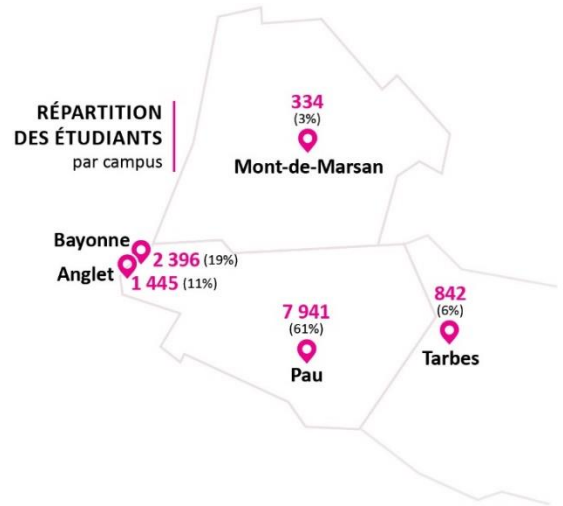 RÉPARTITION
DES ÉTUDIANTS
par campus
334
(3%)
Mont-de-Marsan
Bayonne
2 396 (19%)
Anglet
1 445 (11%)
7 941
(61%)
Pau
842
(6%)
Tarbes